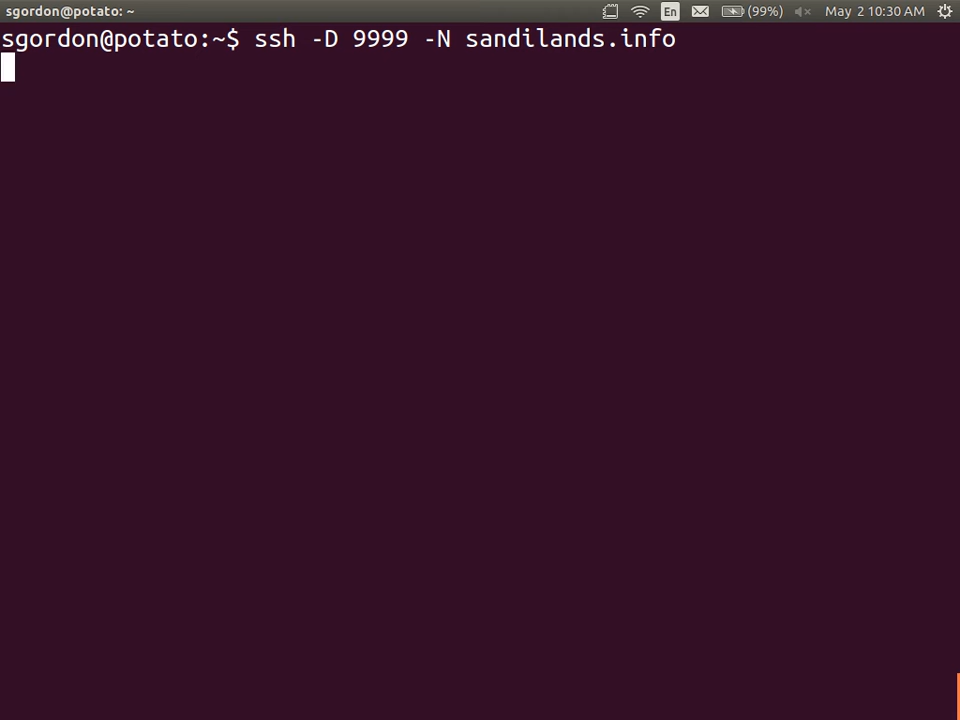 sgordon@potato: ~ En (99%) May 2 10:30 AM
sgordon@potato:~$ ssh -D 9999 -N sandilands.info